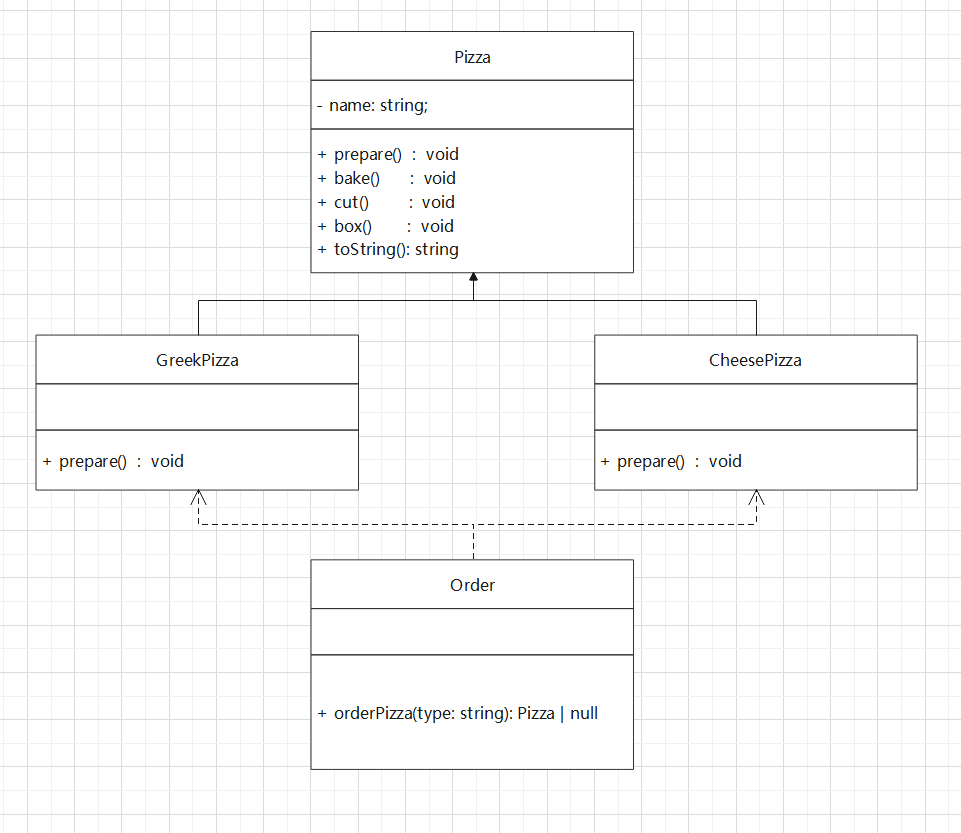 Pizza
- name: string;
+ prepare() : void
+ bake() : void
+ cut() : void
+ box() : void
+ toString(): string
GreekPizza
CheesePizza
+ prepare() : void
+ prepare() : void
Order
+ orderPizza(type: string): Pizza | null